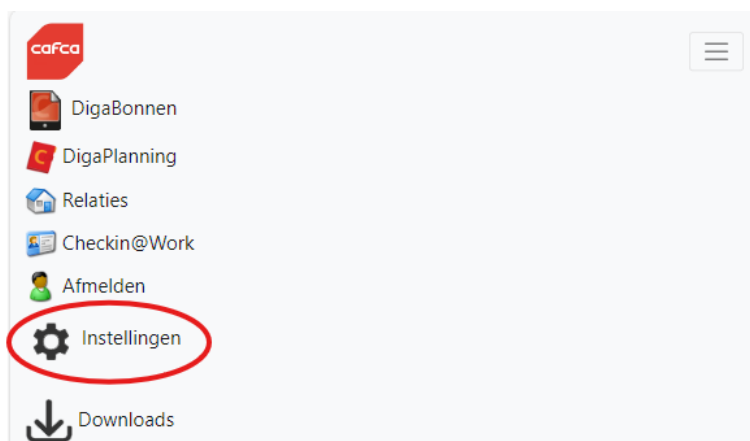 cafca
DigaBonnen
DigaPlanning
Relaties
Checkin@Work
Afmelden
Instellingen
Downloads